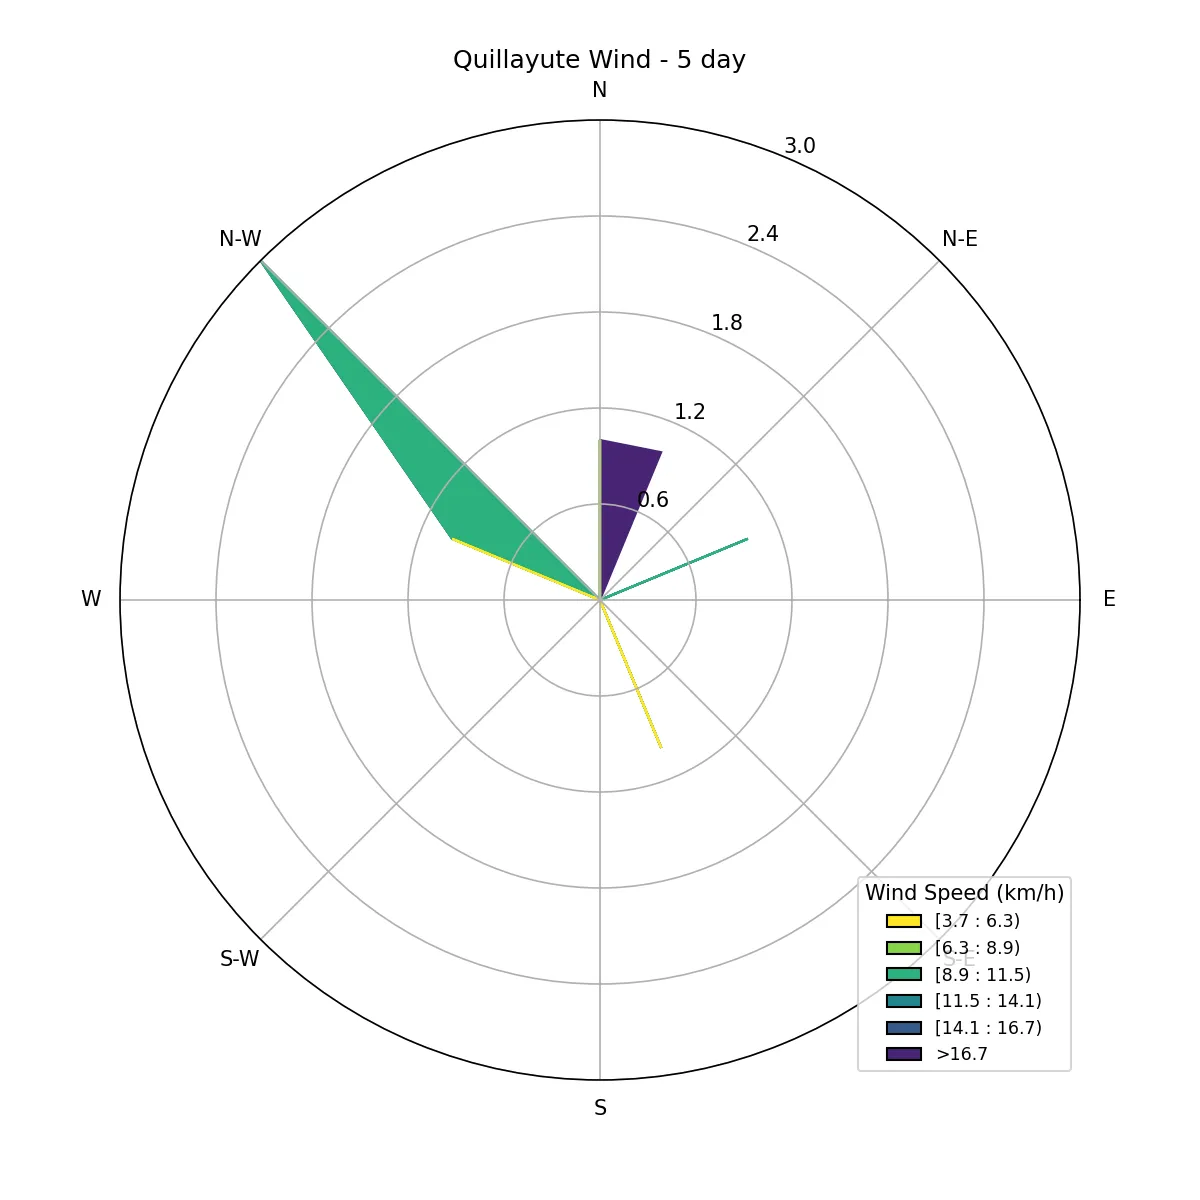 Quillayute Wind - 5 day
N
3.0
2.4
N-W
N-E
1.8
1.2
0.6
W
E
Wind Speed (km/h)
[3.7 : 6.3)
[6.3 : 8.9)
S-W
S-E
[8.9 : 11.5)
[11.5 : 14.1)
[14.1 : 16.7)
>16.7
S